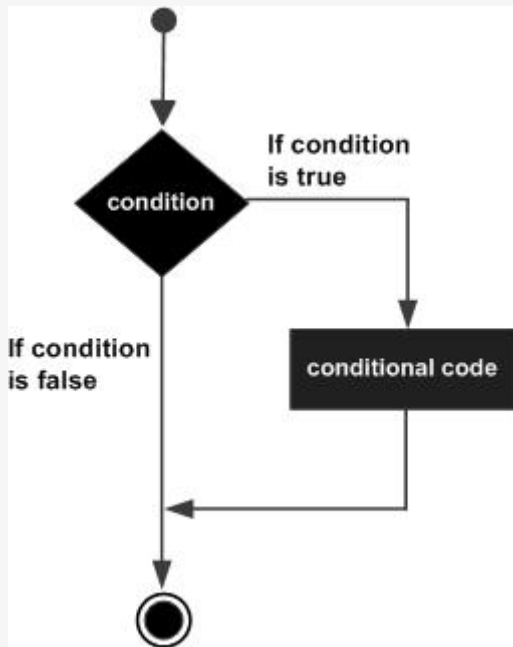 If condition
is true
condition
If condition
is false
conditional code